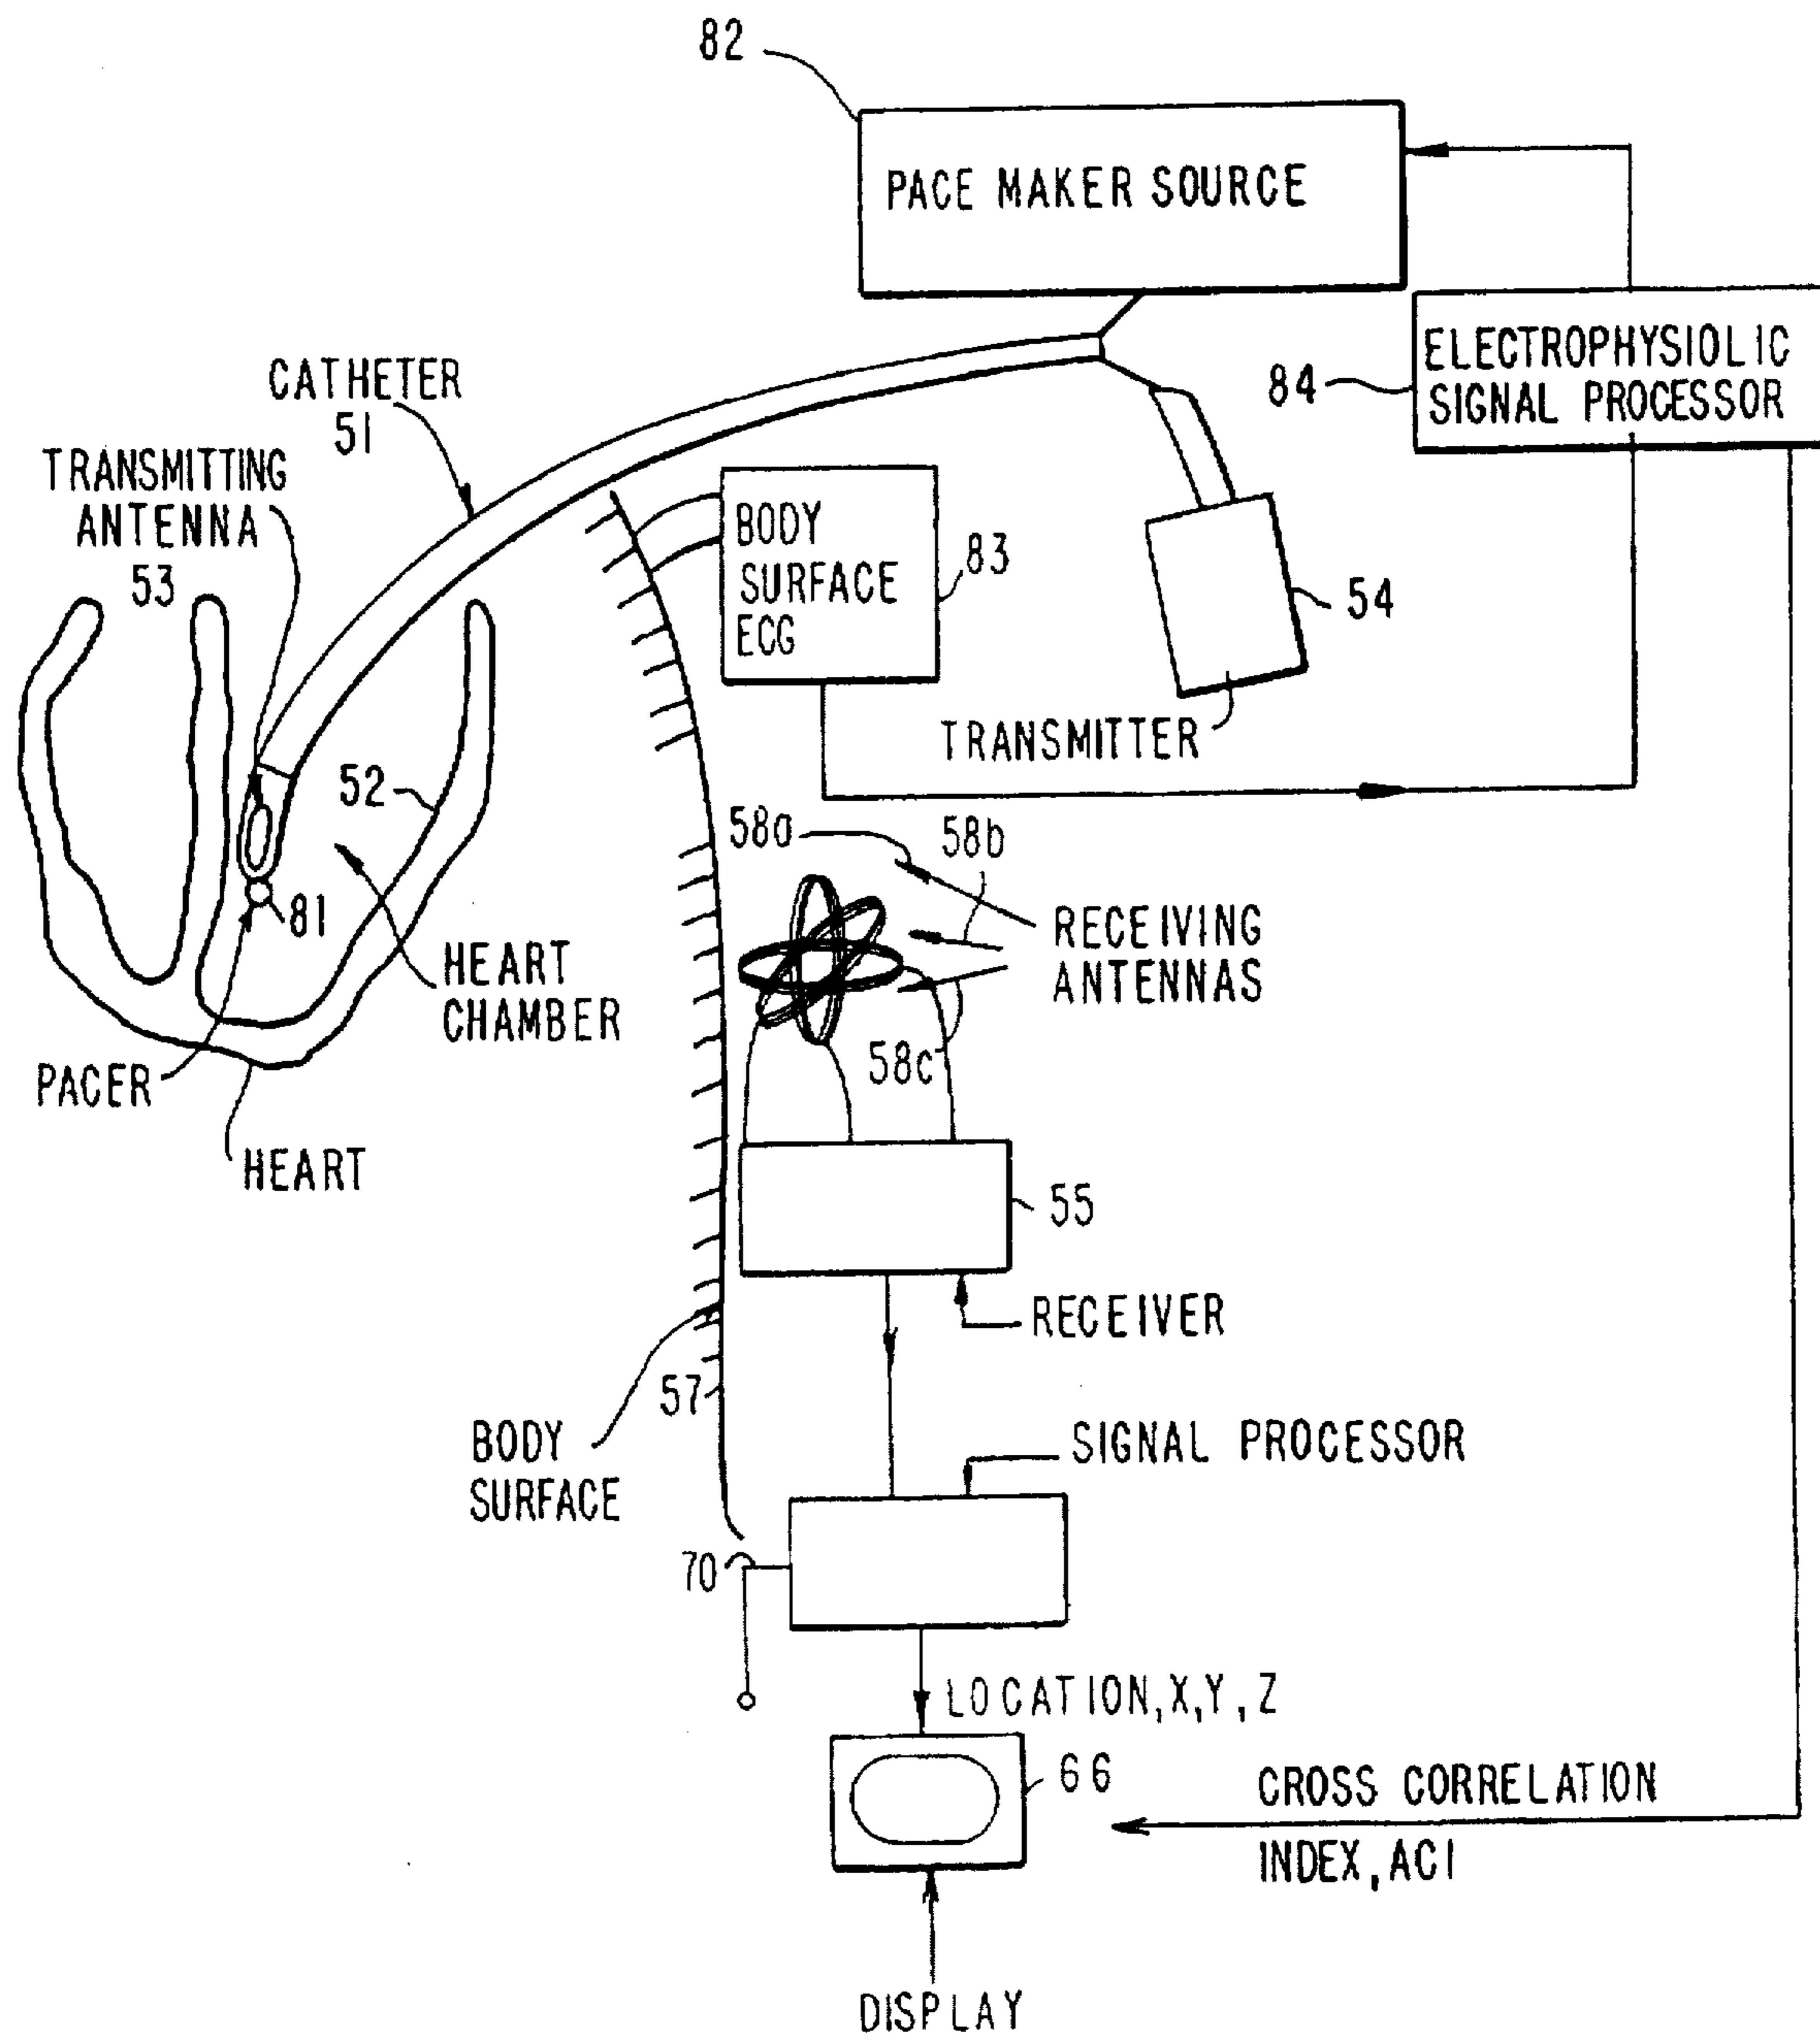 82
PACE MAKER SOURCE
ELECTROPHYSIOLIC
SIGNAL PROCESSOR
84
CATHETER
51
TRANSMITTING
ANTENNA
53
BODY
SURFACE
ECG
83
54
TRANSMITTER
52
58a
58b
RECEIVING
ANTENNAS
58c
81
HEART
CHAMBER
PACER
HEART
55
RECEIVER
57
BODY
SURFACE
SIGNAL PROCESSOR
70
LOCATION, X, Y, Z
66
CROSS CORRELATION
INDEX, ACI
DISPLAY